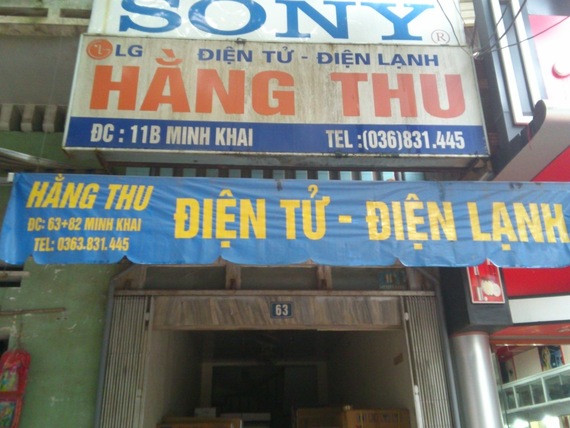 SONY®
LG ĐIỆN TỬ - ĐIỆN LẠNH
HẰNG THU
ĐC : 11B MINH KHAI TEL :(036)831.445
HẰNG THU
ĐC: 63+82 MINH KHAI
TEL: 0363.831.445
ĐIỆN TỬ - ĐIỆN LẠNH
63